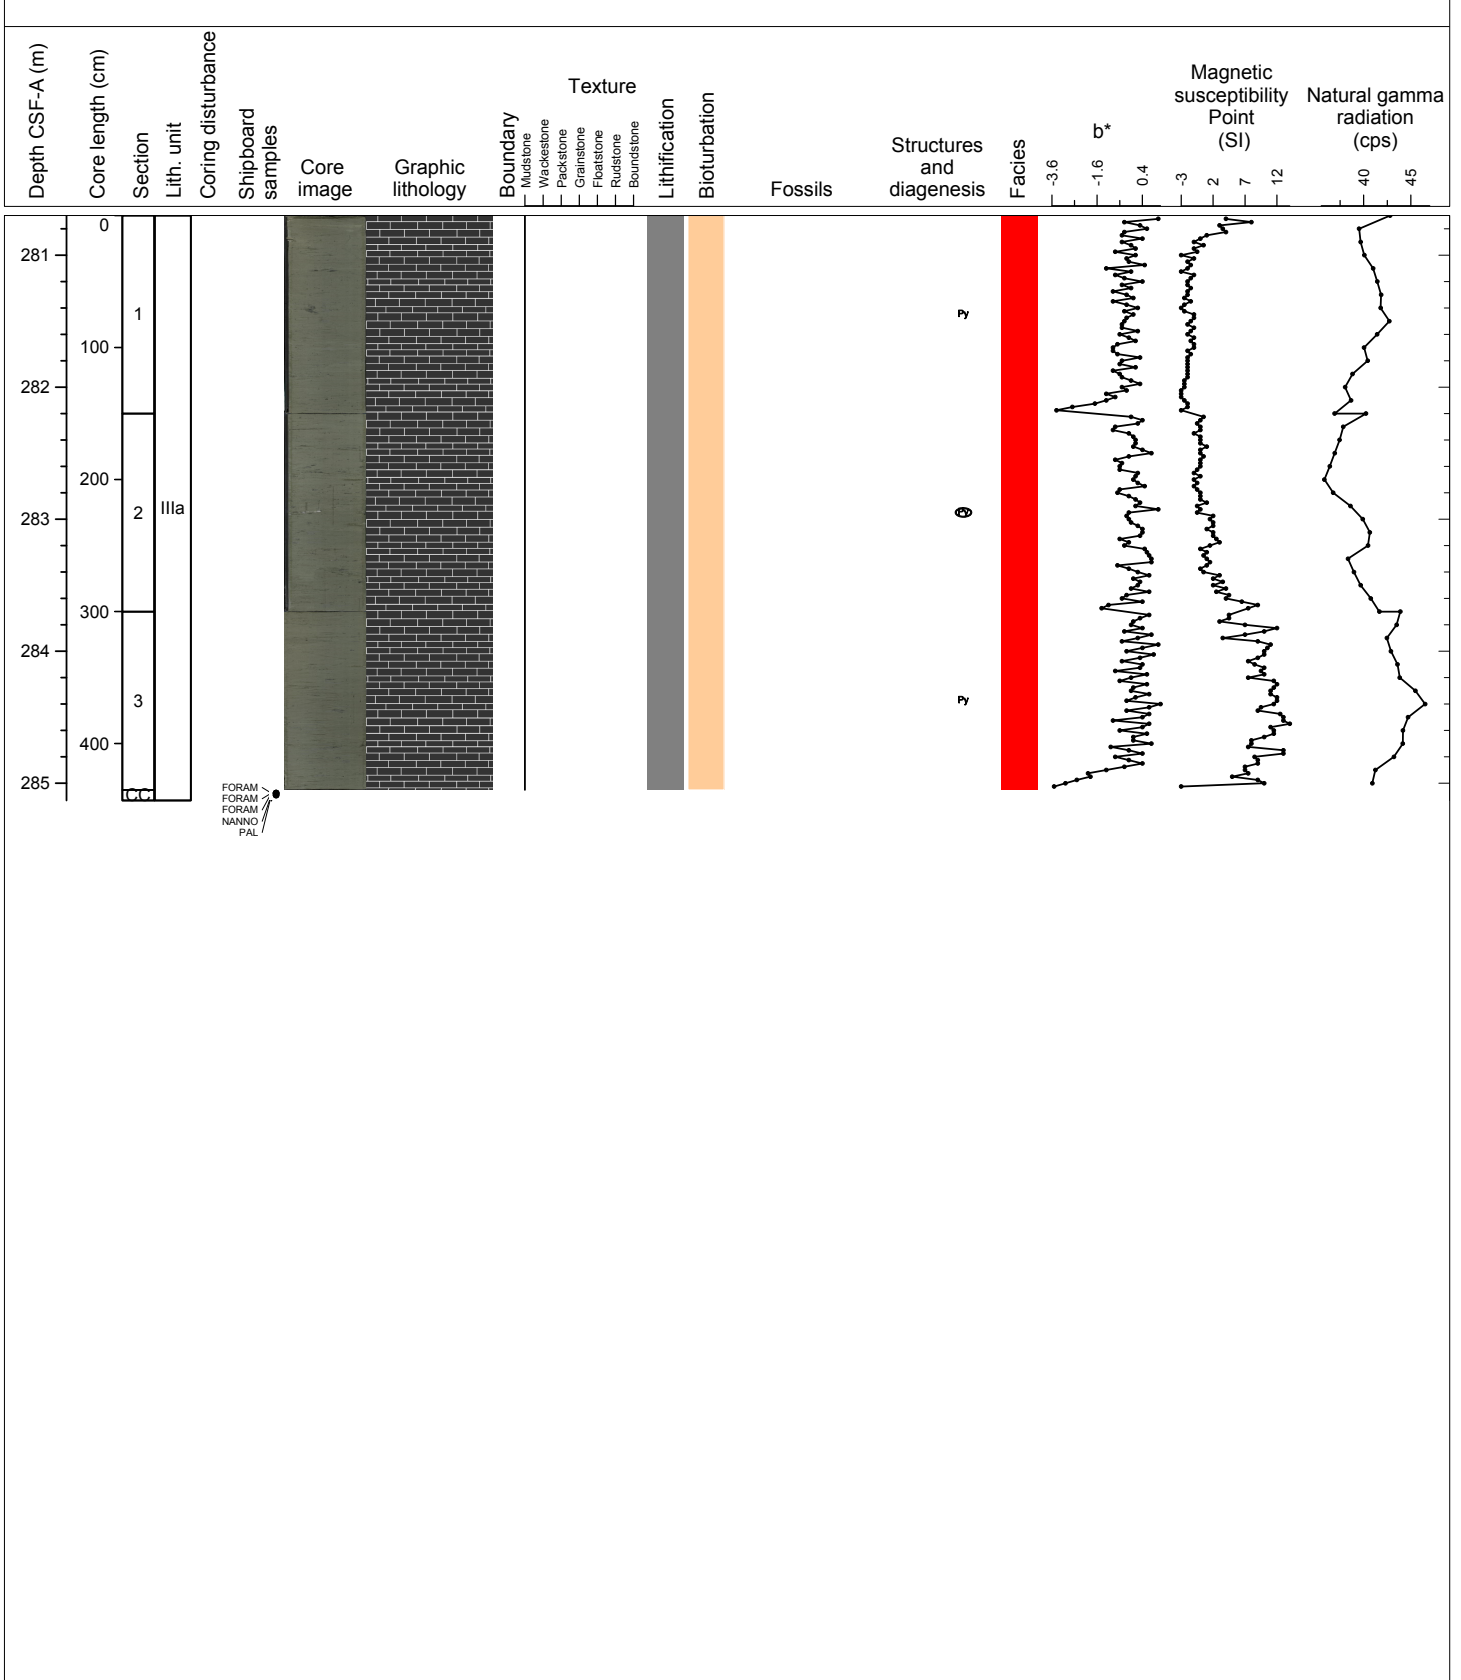 Depth CSF-A (m)
Core length (cm)
Section
Lith. unit
Coring disturbance
Shipboard
samples
Core
image
Graphic
lithology
Boundary
Texture
Mudstone
Wackestone
Packstone
Grainstone
Floatstone
Rudstone
Boundstone
Lithification
Bioturbation
Fossils
Structures
and
diagenesis
Facies
b*
-3.6
-1.6
0.4
Magnetic
susceptibility
Point
(SI)
-3
2
7
12
Natural gamma
radiation
(cps)
40
45
0
281
1
Py
100
282
200
IIIa
2
Py
283
300
284
3
Py
400
285
CC
FORAM
FORAM
FORAM
NANNO
PAL